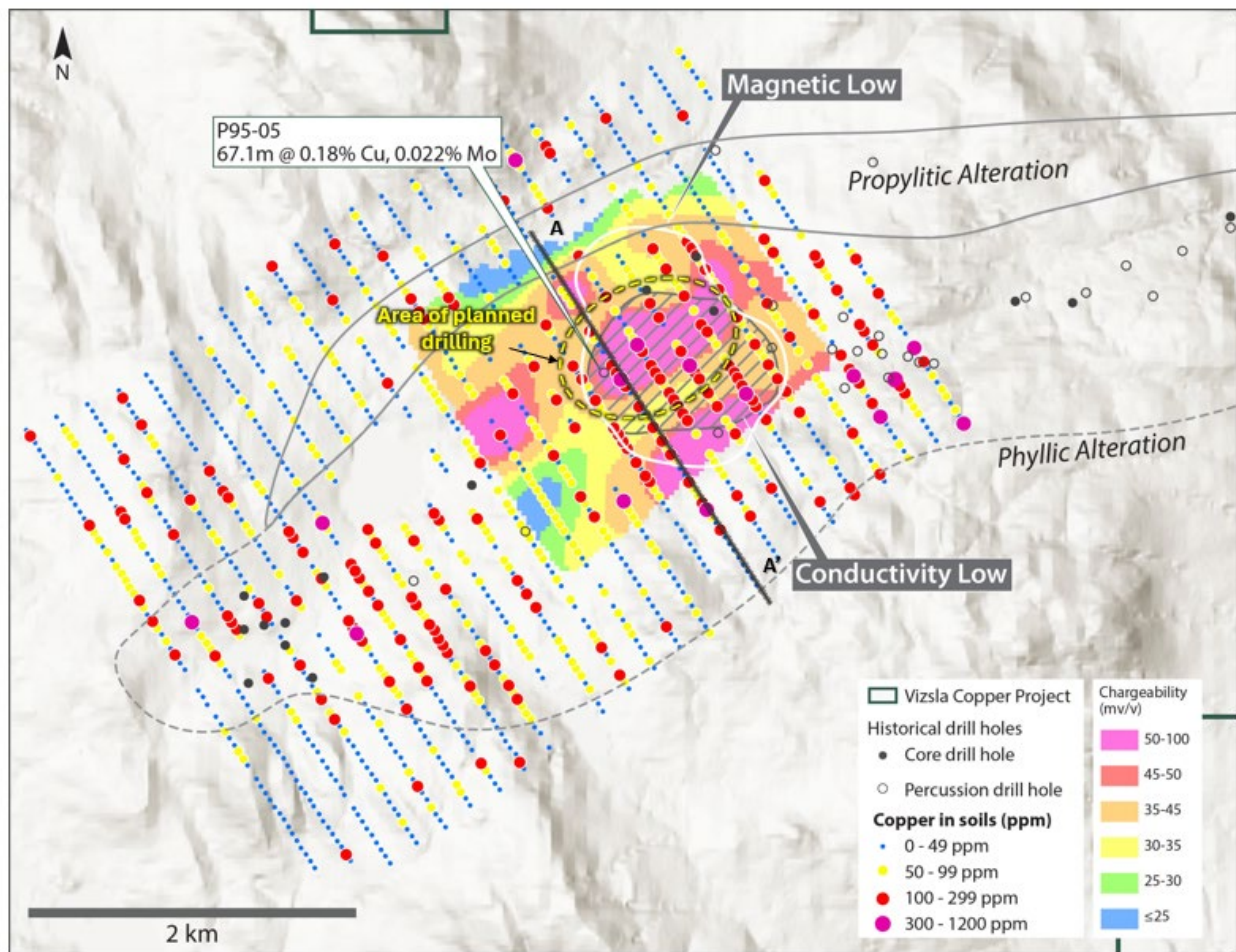 N
Magnetic Low
P95-05
67.1m @ 0.18% Cu, 0.022% Mo
Propylitic Alteration
A
Area of planned
drilling
Phyllic Alteration
A'
Conductivity Low
2 km
Vizsla Copper Project
Historical drill holes
Core drill hole
Percussion drill hole
Copper in soils (ppm)
0 - 49 ppm
50 - 99 ppm
100 - 299 ppm
300 - 1200 ppm
Chargeability
(mv/v)
50-100
45-50
35-45
30-35
25-30
≤25